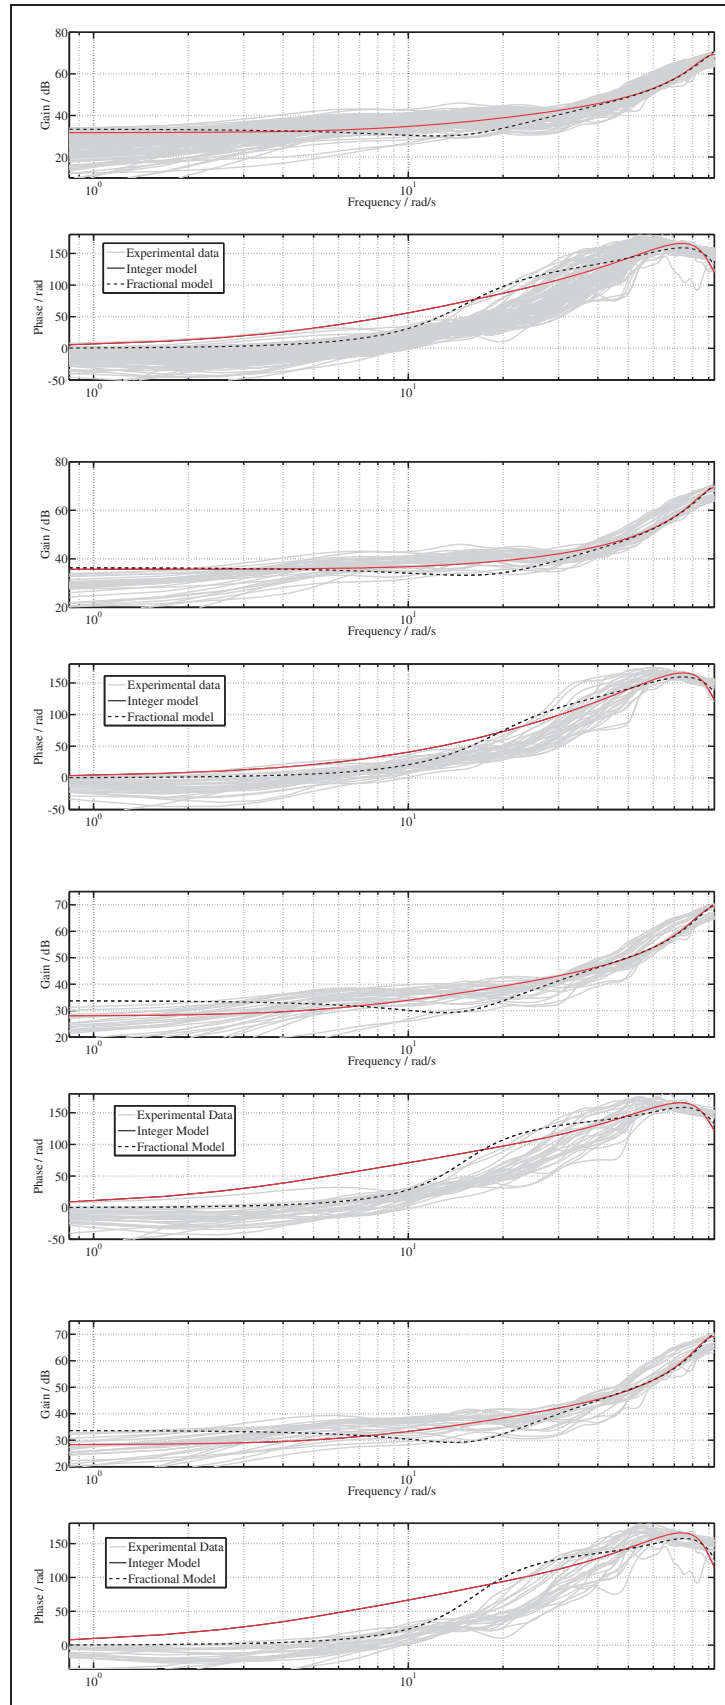 80
60
40
20
Gain / dB
10^0
10^1
Frequency / rad/s
150
100
50
0
-50
Phase / rad
Experimental data
Integer model
Fractional model
10^0
10^1
80
60
40
20
Gain / dB
10^0
10^1
Frequency / rad/s
150
100
50
0
-50
Phase / rad
Experimental data
Integer model
Fractional model
10^0
10^1
70
60
50
40
30
20
Gain / dB
10^0
10^1
Frequency / rad/s
150
100
50
0
-50
Phase / rad
Experimental Data
Integer Model
Fractional Model
10^0
10^1
70
60
50
40
30
20
Gain / dB
10^0
10^1
Frequency / rad/s
150
100
50
0
Phase / rad
Experimental Data
Integer Model
Fractional Model
10^0
10^1